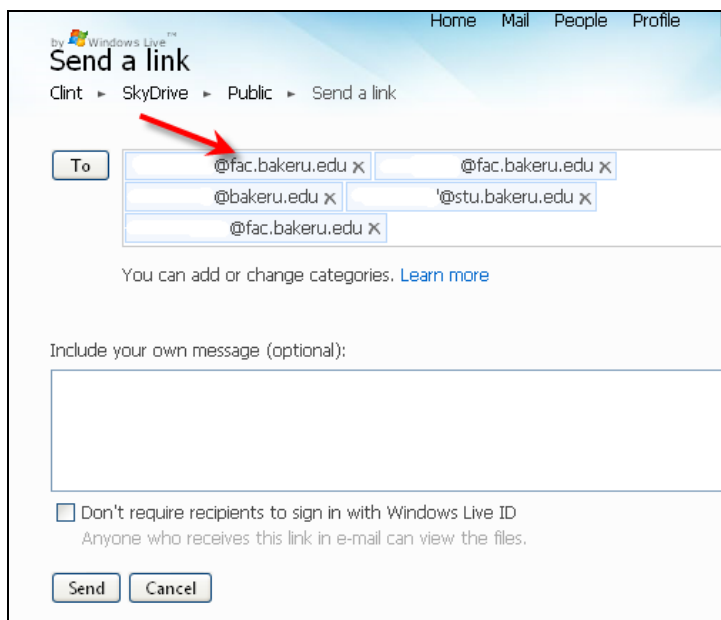 Home Mail People Profile
by Windows Live™
Send a link
Clint ► SkyDrive ► Public ► Send a link
To
@fac.bakeru.edu × @fac.bakeru.edu ×
@bakeru.edu × '@stu.bakeru.edu ×
@fac.bakeru.edu ×
You can add or change categories. Learn more
Include your own message (optional):
Don't require recipients to sign in with Windows Live ID
Anyone who receives this link in e-mail can view the files.
Send Cancel